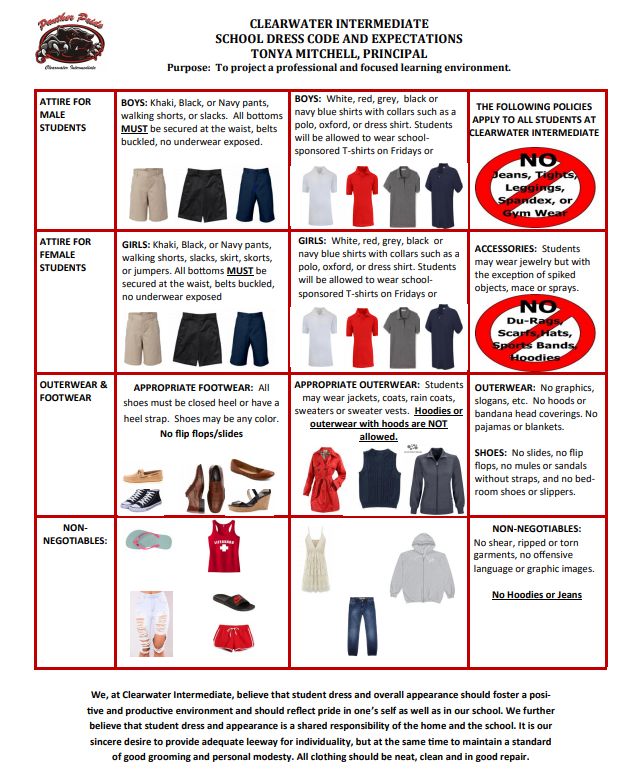 Panther Pride
Clearwater Intermediate
CLEARWATER INTERMEDIATE
SCHOOL DRESS CODE AND EXPECTATIONS
TONYA MITCHELL, PRINCIPAL
Purpose: To project a professional and focused learning environment.
ATTIRE FOR
MALE
STUDENTS
BOYS: Khaki, Black, or Navy pants,
walking shorts, or slacks. All bottoms
MUST be secured at the waist, belts
buckled, no underwear exposed.
BOYS: White, red, grey, black or
navy blue shirts with collars such as a
polo, oxford, or dress shirt. Students
will be allowed to wear school-
sponsored T-shirts on Fridays or
THE FOLLOWING POLICIES
APPLY TO ALL STUDENTS AT
CLEARWATER INTERMEDIATE
NO
Jeans, Tights,
Leggings,
Spandex, or
Gym Wear
ATTIRE FOR
FEMALE
STUDENTS
GIRLS: Khaki, Black, or Navy pants,
walking shorts, slacks, skirt, skorts,
or jumpers. All bottoms MUST be
secured at the waist, belts buckled,
no underwear exposed
GIRLS: White, red, grey, black or
navy blue shirts with collars such as a
polo, oxford, or dress shirt. Students
will be allowed to wear school-
sponsored T-shirts on Fridays or
ACCESSORIES: Students
may wear jewelry but with
the exception of spiked
objects, mace or sprays.
NO
Du-Rags,
Scarfs, Hats,
Sports Bands,
Hoodies
OUTERWEAR &
FOOTWEAR
APPROPRIATE FOOTWEAR: All
shoes must be closed heel or have a
heel strap. Shoes may be any color.
No flip flops/slides
APPROPRIATE OUTERWEAR: Students
may wear jackets, coats, rain coats,
sweaters or sweater vests. Hoodies or
outerwear with hoods are NOT
allowed.
OUTERWEAR: No graphics,
slogans, etc. No hoods or
bandana head coverings. No
pajamas or blankets.
SHOES: No slides, no flip
flops, no mules or sandals
without straps, and no bed-
room shoes or slippers.
NON-
NEGOTIABLES:
LIFEGUARD
NON-NEGOTIABLES:
No shear, ripped or torn
garments, no offensive
language or graphic images.
No Hoodies or Jeans
We, at Clearwater Intermediate, believe that student dress and overall appearance should foster a posi-
tive and productive environment and should reflect pride in one's self as well as in our school. We further
believe that student dress and appearance is a shared responsibility of the home and the school. It is our
sincere desire to provide adequate leeway for individuality, but at the same time to maintain a standard
of good grooming and personal modesty. All clothing should be neat, clean and in good repair.